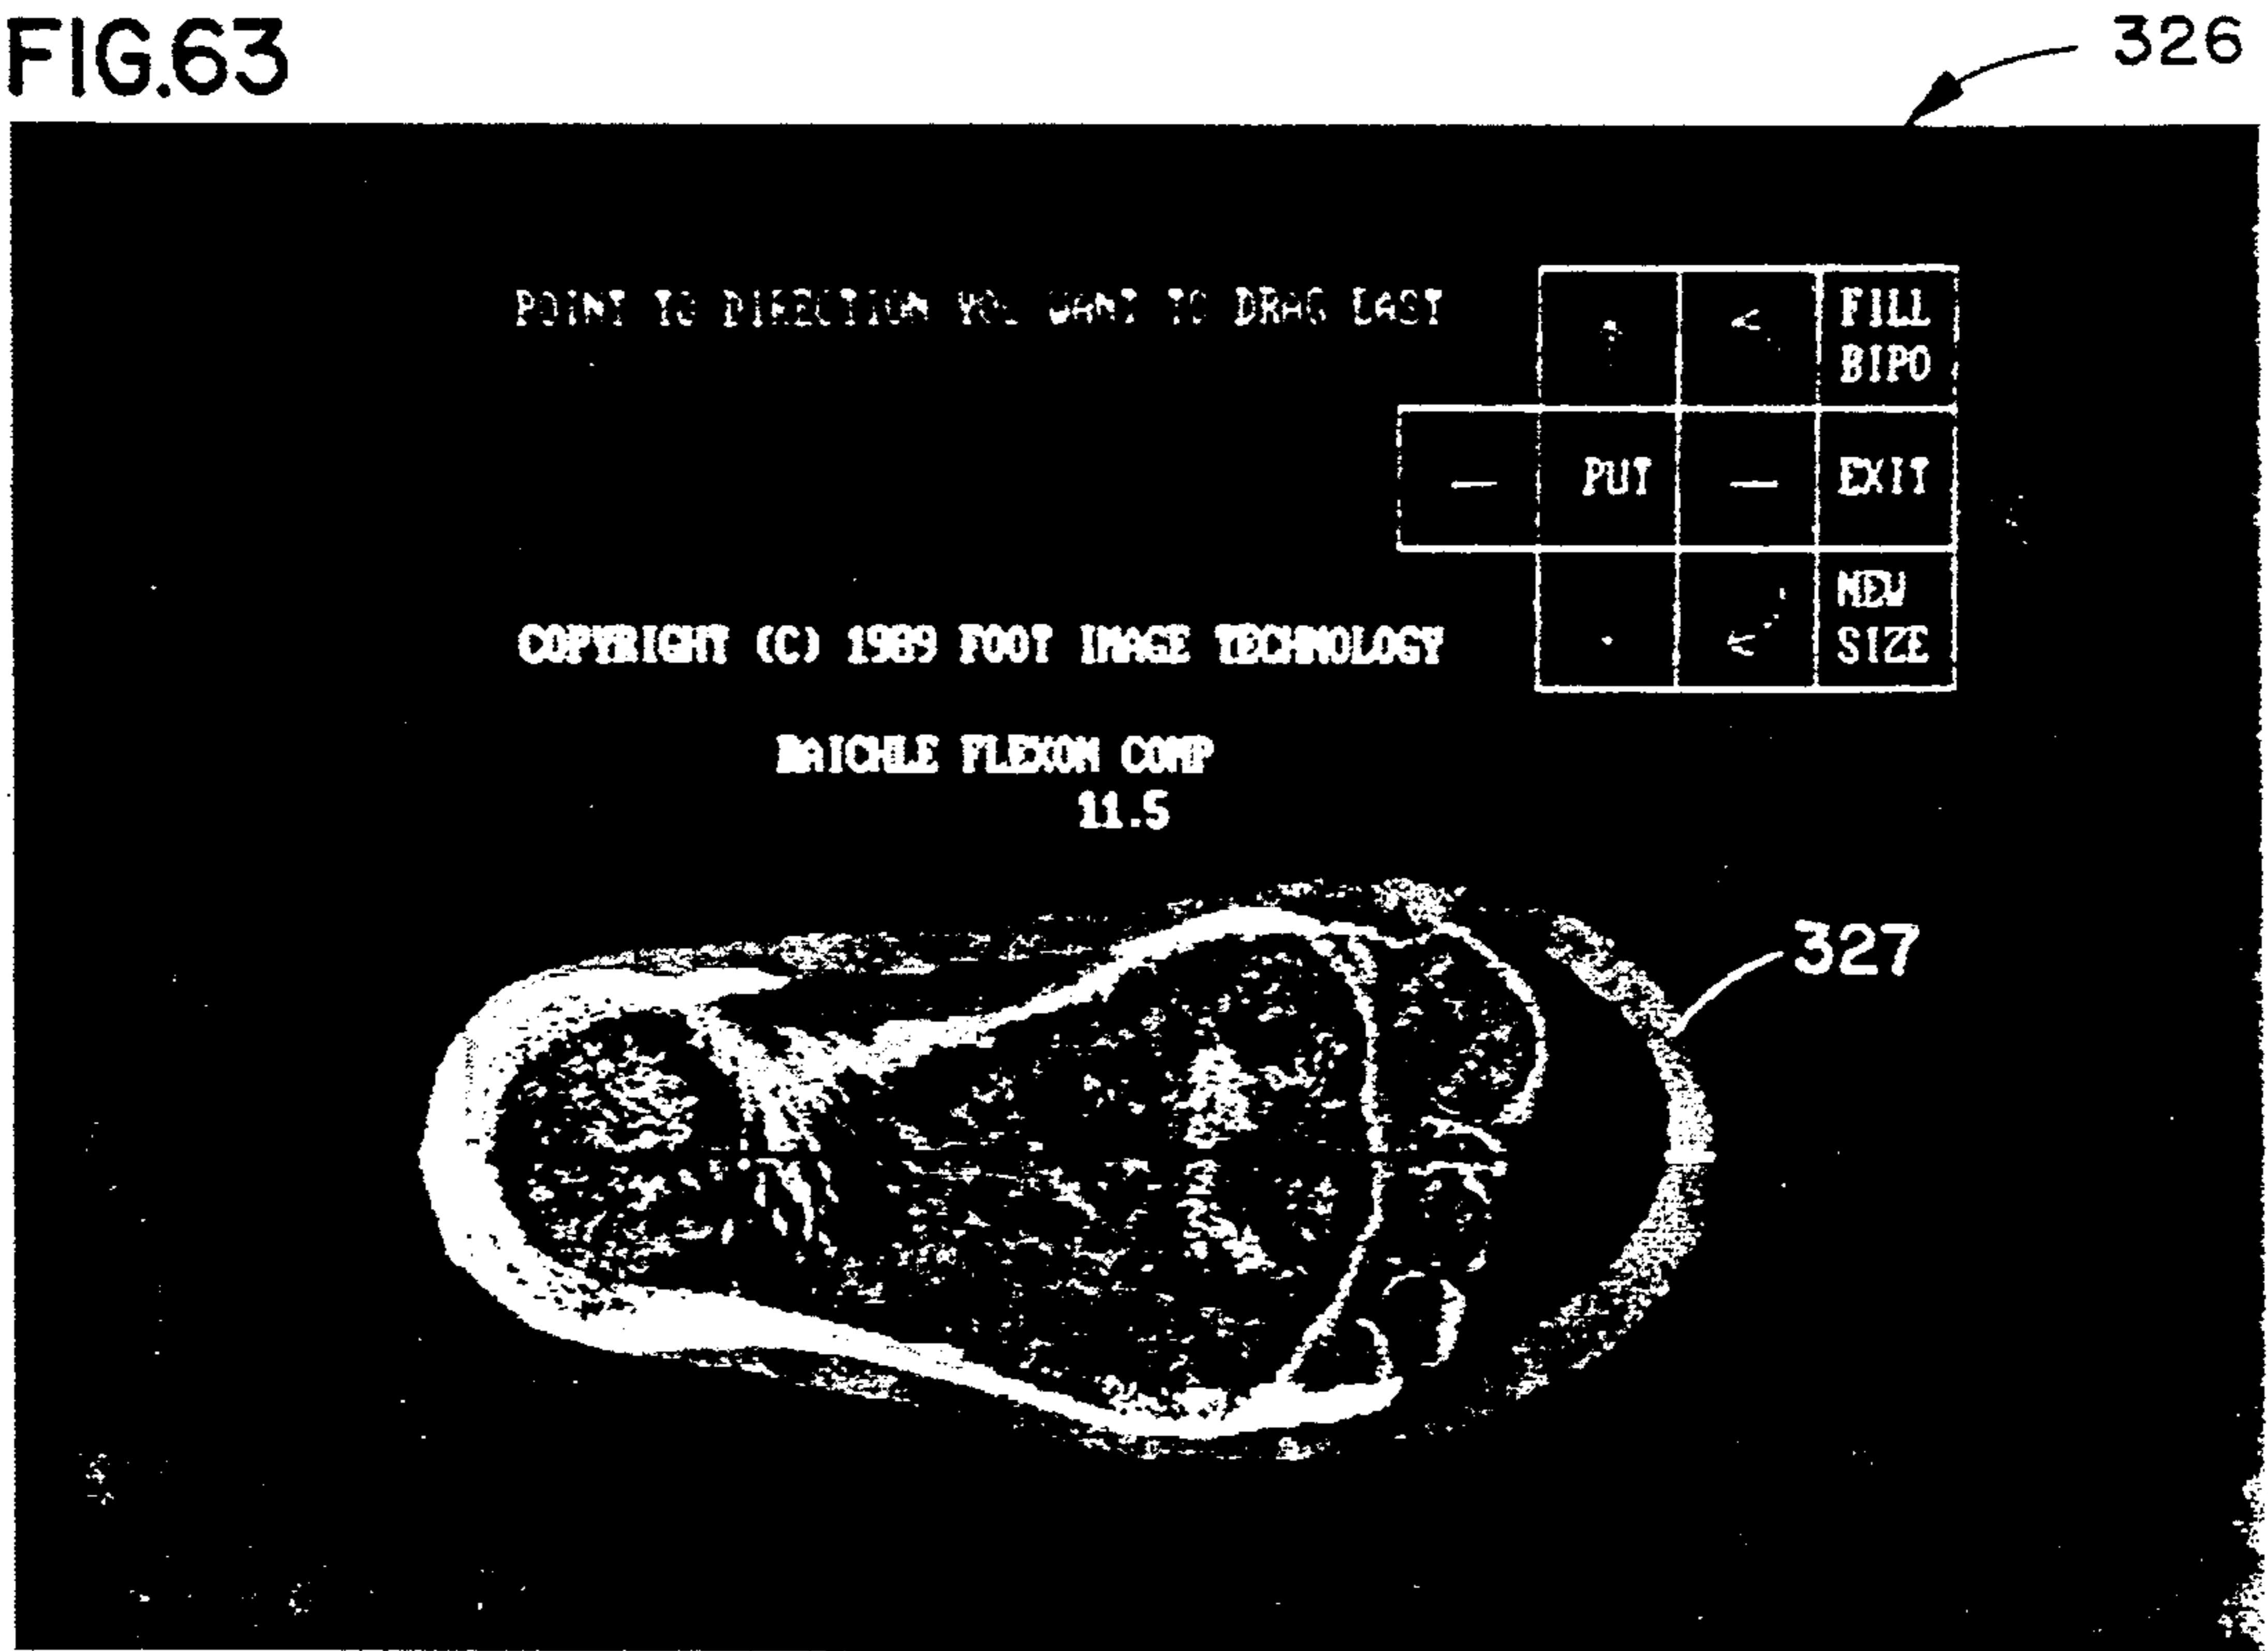 FIG.63
326
POINT TO DIRECTION YOU WANT TO DRAG LAST
FILL
BIPO
PUT
EXIT
NEW
SIZE
COPYRIGHT (C) 1989 FOOT IMAGE TECHNOLOGY
RAICHLE FLEXON COMP
11.5
327